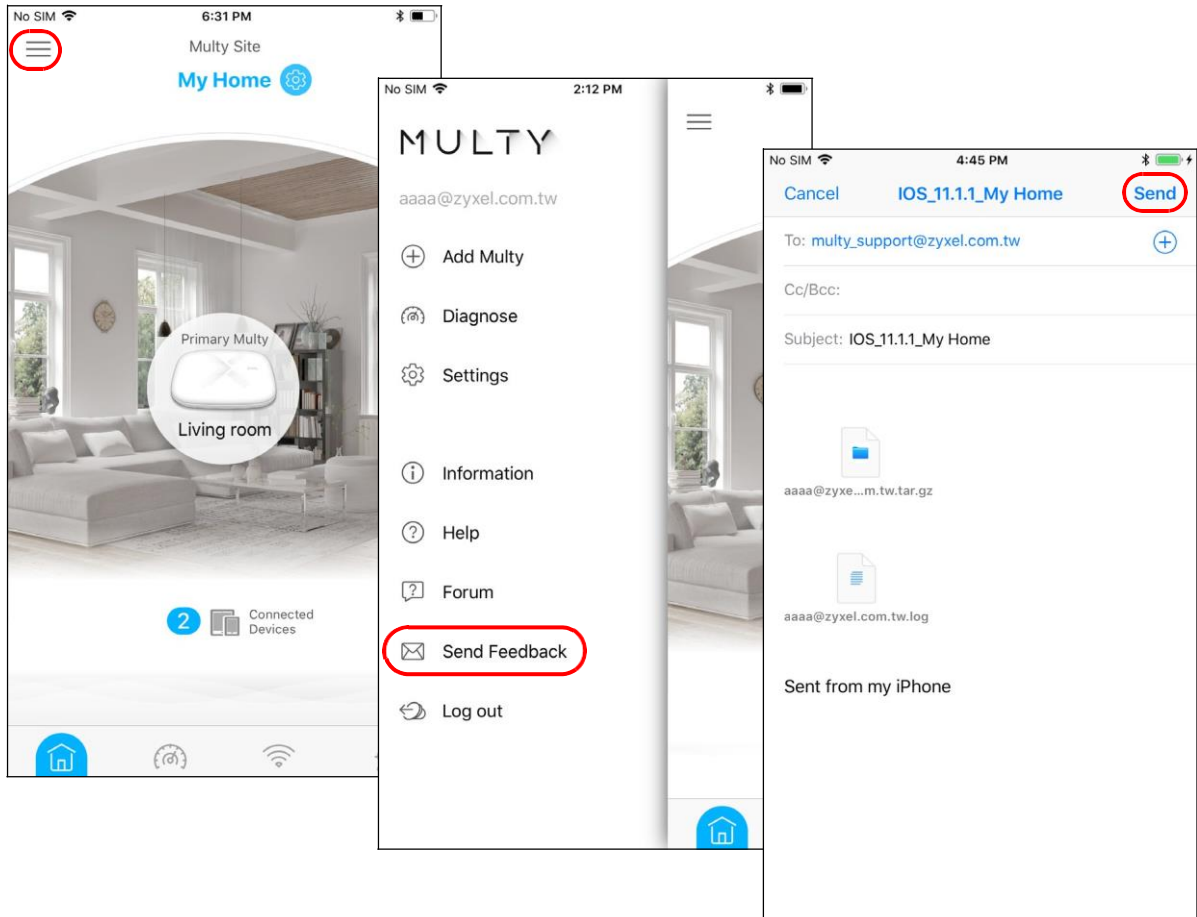 No SIM 6:31 PM
Multy Site
My Home
Primary Multy
Living room
2 Connected
Devices
No SIM 2:12 PM
MULTY
aaaa@zyxel.com.tw
Add Multy
Diagnose
Settings
Information
Help
Forum
Send Feedback
Log out
No SIM 4:45 PM
Cancel IOS_11.1.1_My Home Send
To: multy_support@zyxel.com.tw
Cc/Bcc:
Subject: IOS_11.1.1_My Home
aaaa@zyxe...m.tw.tar.gz
aaaa@zyxel.com.tw.log
Sent from my iPhone